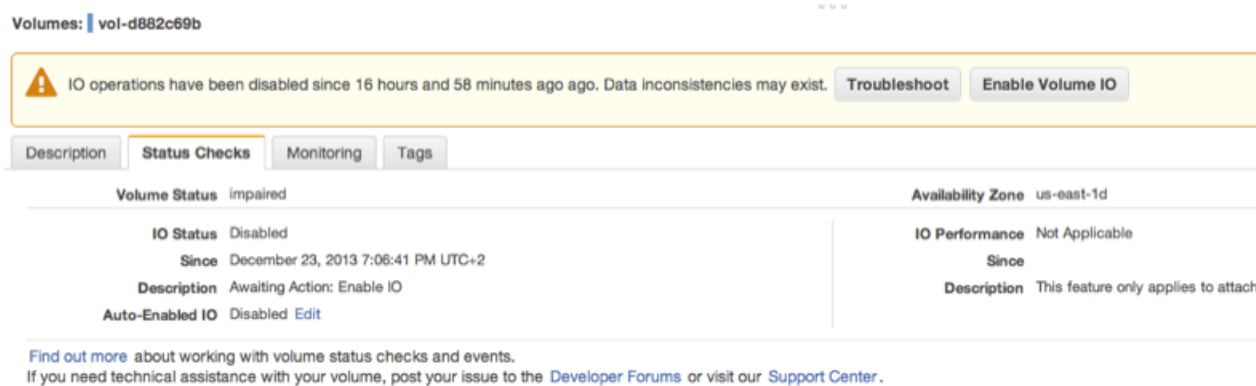 Volumes: vol-d882c69b
IO operations have been disabled since 16 hours and 58 minutes ago ago. Data inconsistencies may exist. Troubleshoot Enable Volume IO
Description Status Checks Monitoring Tags
Volume Status impaired Availability Zone us-east-1d
IO Status Disabled IO Performance Not Applicable
Since December 23, 2013 7:06:41 PM UTC+2 Since
Description Awaiting Action: Enable IO Description This feature only applies to attach
Auto-Enabled IO Disabled Edit
Find out more about working with volume status checks and events.
If you need technical assistance with your volume, post your issue to the Developer Forums or visit our Support Center.